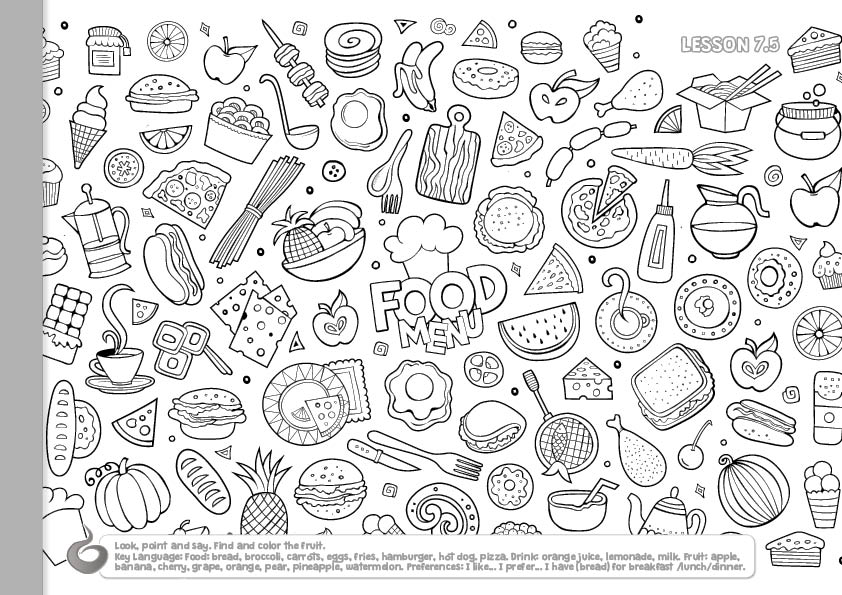 LESSON 7.5
FOOD
MENU
Look, point and say. Find and color the fruit.
Key Language: Food: bread, broccoli, carrots, eggs, fries, hamburger, hot dog, pizza. Drink: orange juice, lemonade, milk. Fruit: apple,
banana, cherry, grape, orange, pear, pineapple, watermelon. Preferences: I like... I prefer... I have (bread) for breakfast /lunch/dinner.